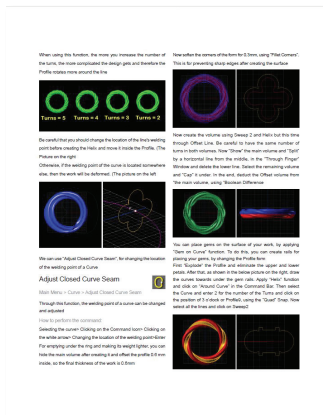 When using this function, the more you increase the number of
the turns, the more complicated the design gets and therefore the
Profile rotates more around the line
Turns = 5 Turns = 4 Turns = 3 Turns = 2
Be careful that you should change the location of the line's welding
point before creating the Helix and move it inside the Profile. (The
Picture on the right
Otherwise, if the welding point of the curve is located somewhere
else, then the work will be deformed. (The picture on the left
We can use "Adjust Closed Curve Seam", for changing the location
of the welding point of a Curve.
Adjust Closed Curve Seam
Main Menu > Curve > Adjust Closed Curve Seam
Through this function, the welding point of a curve can be changed
and adjusted
How to perform the command:
Selecting the curve> Clicking on the Command Icon> Clicking on
the white arrow> Changing the location of the welding point>Enter
For emptying under the ring and making its weight lighter, you can
hide the main volume after creating it and offset the profile 0.6 mm
inside, so the final thickness of the work is 0.6mm
Now soften the corners of the form for 0.3mm, using "Fillet Corners".
This is for preventing sharp edges after creating the surface
Now create the volume using Sweep 2 and Helix but this time
through Offset Line. Be careful to have the same number of
turns in both volumes. Now "Show" the main volume and "Split"
by a horizontal line from the middle, in the "Through Finger"
Window and delete the lower line. Select the remaining volume
and "Cap" it under. In the end, deduct the Offset volume from
"the main volume, using "Boolean Difference
You can place gems on the surface of your work, by applying
"Gem on Curve" function. To do this, you can create rails for
placing your gems, by changing the Profile form
First "Explode" the Profile and eliminate the upper and lower
petals. After that, as shown in the below picture on the right, draw
the curves towards under the gem rails. Apply "Helix" function
and click on "Around Curve" in the Command Bar. Then select
the Curve and enter 2 for the number of the Turns and click on
the position of 3 o'clock or Profile9, using the "Quad" Snap. Now
select all the lines and click on Sweep2